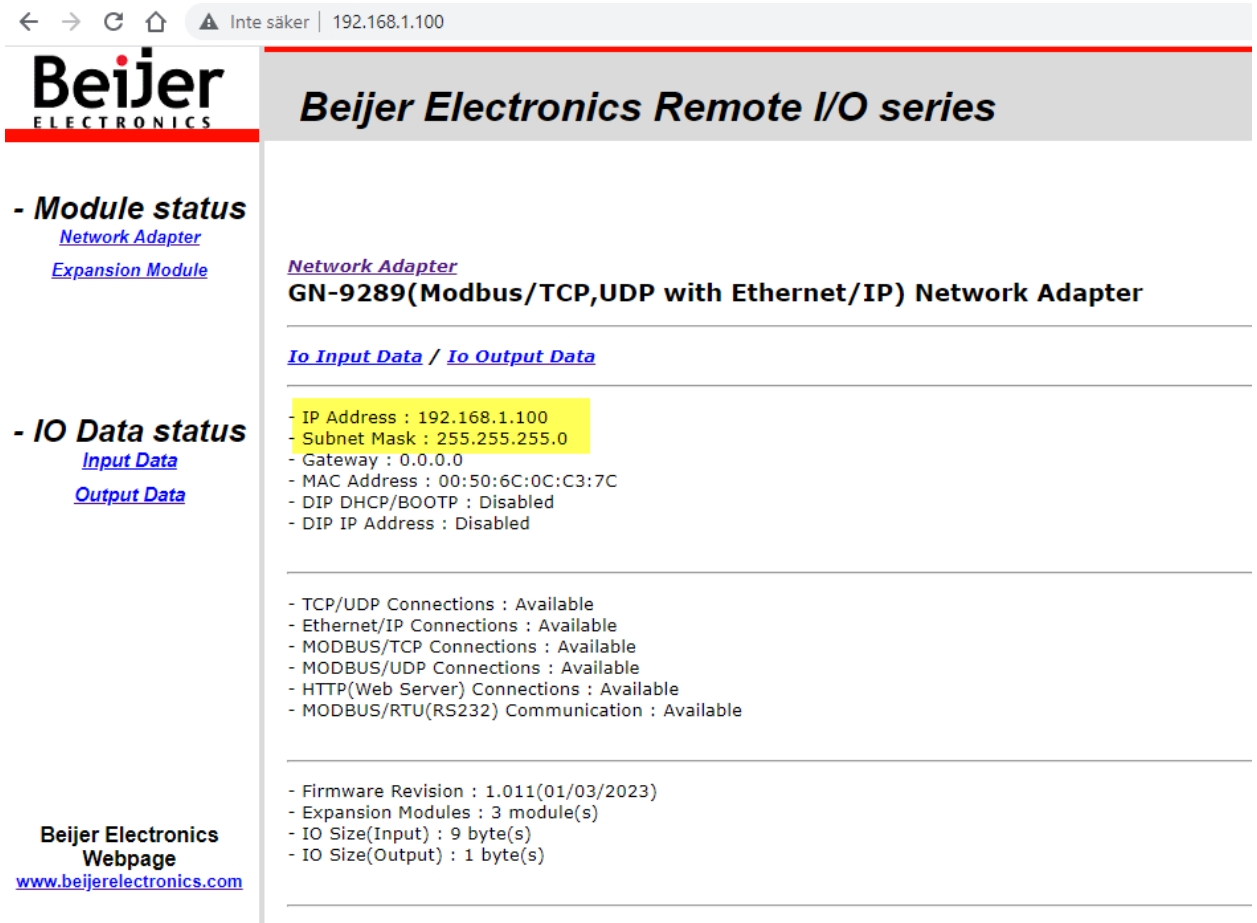 Inte säker | 192.168.1.100
BeiJer
ELECTRONICS
Beijer Electronics Remote I/O series
- Module status
Network Adapter
Expansion Module
- IO Data status
Input Data
Output Data
Beijer Electronics
Webpage
www.beijerelectronics.com
Network Adapter
GN-9289(Modbus/TCP,UDP with Ethernet/IP) Network Adapter
Io Input Data / Io Output Data
- IP Address : 192.168.1.100
- Subnet Mask : 255.255.255.0
- Gateway : 0.0.0.0
- MAC Address : 00:50:6C:0C:C3:7C
- DIP DHCP/BOOTP : Disabled
- DIP IP Address : Disabled
- TCP/UDP Connections : Available
- Ethernet/IP Connections : Available
- MODBUS/TCP Connections : Available
- MODBUS/UDP Connections : Available
- HTTP(Web Server) Connections : Available
- MODBUS/RTU(RS232) Communication : Available
- Firmware Revision : 1.011(01/03/2023)
- Expansion Modules : 3 module(s)
- IO Size(Input) : 9 byte(s)
- IO Size(Output) : 1 byte(s)